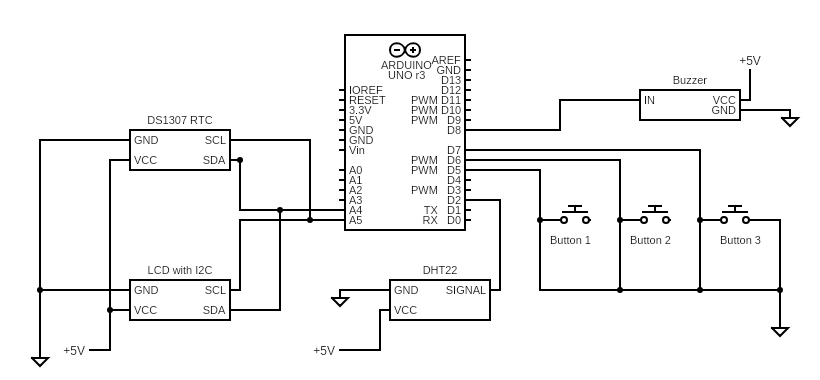 +5V
Buzzer
IN
VCC
GND
ARDUINO
UNO r3
AREF
GND
D13
IOREF
D12
RESET
PWM D11
3.3V
PWM D10
5V
PWM D9
GND
D8
GND
Vin
D7
PWM D6
A0
PWM D5
A1
D4
A2
PWM D3
A3
D2
A4
TX D1
A5
RX D0
DS1307 RTC
GND SCL
VCC SDA
Button 1
Button 2
Button 3
LCD with I2C
GND SCL
VCC SDA
+5V
DHT22
GND SIGNAL
VCC
+5V